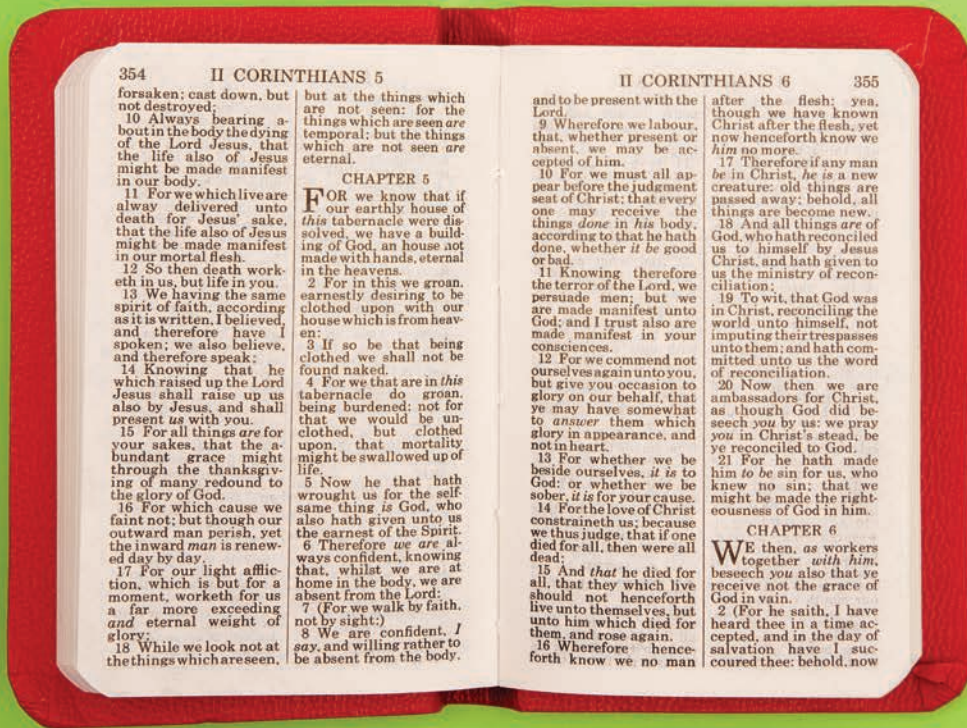 354 II CORINTHIANS 5
forsaken; cast down, but
not destroyed;
10 Always bearing a-
bout in the body the dying
of the Lord Jesus, that
the life also of Jesus
might be made manifest
in our body.
11 For we which live are
alway delivered unto
death for Jesus' sake,
that the life also of Jesus
might be made manifest
in our mortal flesh.
12 So then death work-
eth in us, but life in you.
13 We having the same
spirit of faith, according
as it is written, I believed,
and therefore have I
spoken; we also believe,
and therefore speak;
14 Knowing that he
which raised up the Lord
Jesus shall raise up us
also by Jesus, and shall
present us with you.
15 For all things are for
your sakes, that the a-
bundant grace might
through the thanksgiv-
ing of many redound to
the glory of God.
16 For which cause we
faint not; but though our
outward man perish, yet
the inward man is renew-
ed day by day.
17 For our light afflic-
tion, which is but for a
moment, worketh for us
a far more exceeding
and eternal weight of
glory;
18 While we look not at
the things which are seen,
but at the things which
are not seen: for the
things which are seen are
temporal; but the things
which are not seen are
eternal.
CHAPTER 5
FOR we know that if
our earthly house of
this tabernacle were dis-
solved, we have a build-
ing of God, an house not
made with hands, eternal
in the heavens.
2 For in this we groan,
earnestly desiring to be
clothed upon with our
house which is from heav-
en:
3 If so be that being
clothed we shall not be
found naked.
4 For we that are in this
tabernacle do groan,
being burdened: not for
that we would be un-
clothed, but clothed
upon, that mortality
might be swallowed up of
life.
5 Now he that hath
wrought us for the self-
same thing is God, who
also hath given unto us
the earnest of the Spirit.
6 Therefore we are al-
ways confident, knowing
that, whilst we are at
home in the body, we are
absent from the Lord:
7 (For we walk by faith,
not by sight:)
8 We are confident, I
say, and willing rather to
be absent from the body,
II CORINTHIANS 6 355
and to be present with the
Lord.
9 Wherefore we labour,
that, whether present or
absent, we may be ac-
cepted of him.
10 For we must all ap-
pear before the judgment
seat of Christ; that every
one may receive the
things done in his body,
according to that he hath
done, whether it be good
or bad.
11 Knowing therefore
the terror of the Lord, we
persuade men; but we
are made manifest unto
God; and I trust also are
made manifest in your
consciences.
12 For we commend not
ourselves again unto you,
but give you occasion to
glory on our behalf, that
ye may have somewhat
to answer them which
glory in appearance, and
not in heart.
13 For whether we be
beside ourselves, it is to
God: or whether we be
sober, it is for your cause.
14 For the love of Christ
constraineth us; because
we thus judge, that if one
died for all, then were all
dead:
15 And that he died for
all, that they which live
should not henceforth
live unto themselves, but
unto him which died for
them, and rose again.
16 Wherefore hence-
forth know we no man
after the flesh: yea,
though we have known
Christ after the flesh, yet
now henceforth know we
him no more.
17 Therefore if any man
be in Christ, he is a new
creature: old things are
passed away; behold, all
things are become new.
18 And all things are of
God, who hath reconciled
us to himself by Jesus
Christ, and hath given to
us the ministry of recon-
ciliation;
19 To wit, that God was
in Christ, reconciling the
world unto himself, not
imputing their trespasses
unto them; and hath com-
mitted unto us the word
of reconciliation.
20 Now then we are
ambassadors for Christ,
as though God did be-
seech you by us: we pray
you in Christ's stead, be
ye reconciled to God.
21 For he hath made
him to be sin for us, who
knew no sin; that we
might be made the right-
eousness of God in him.
CHAPTER 6
WE then, as workers
together with him,
beseech you also that ye
receive not the grace of
God in vain.
2 (For he saith, I have
heard thee in a time ac-
cepted, and in the day of
salvation have I suc-
coured thee: behold, now